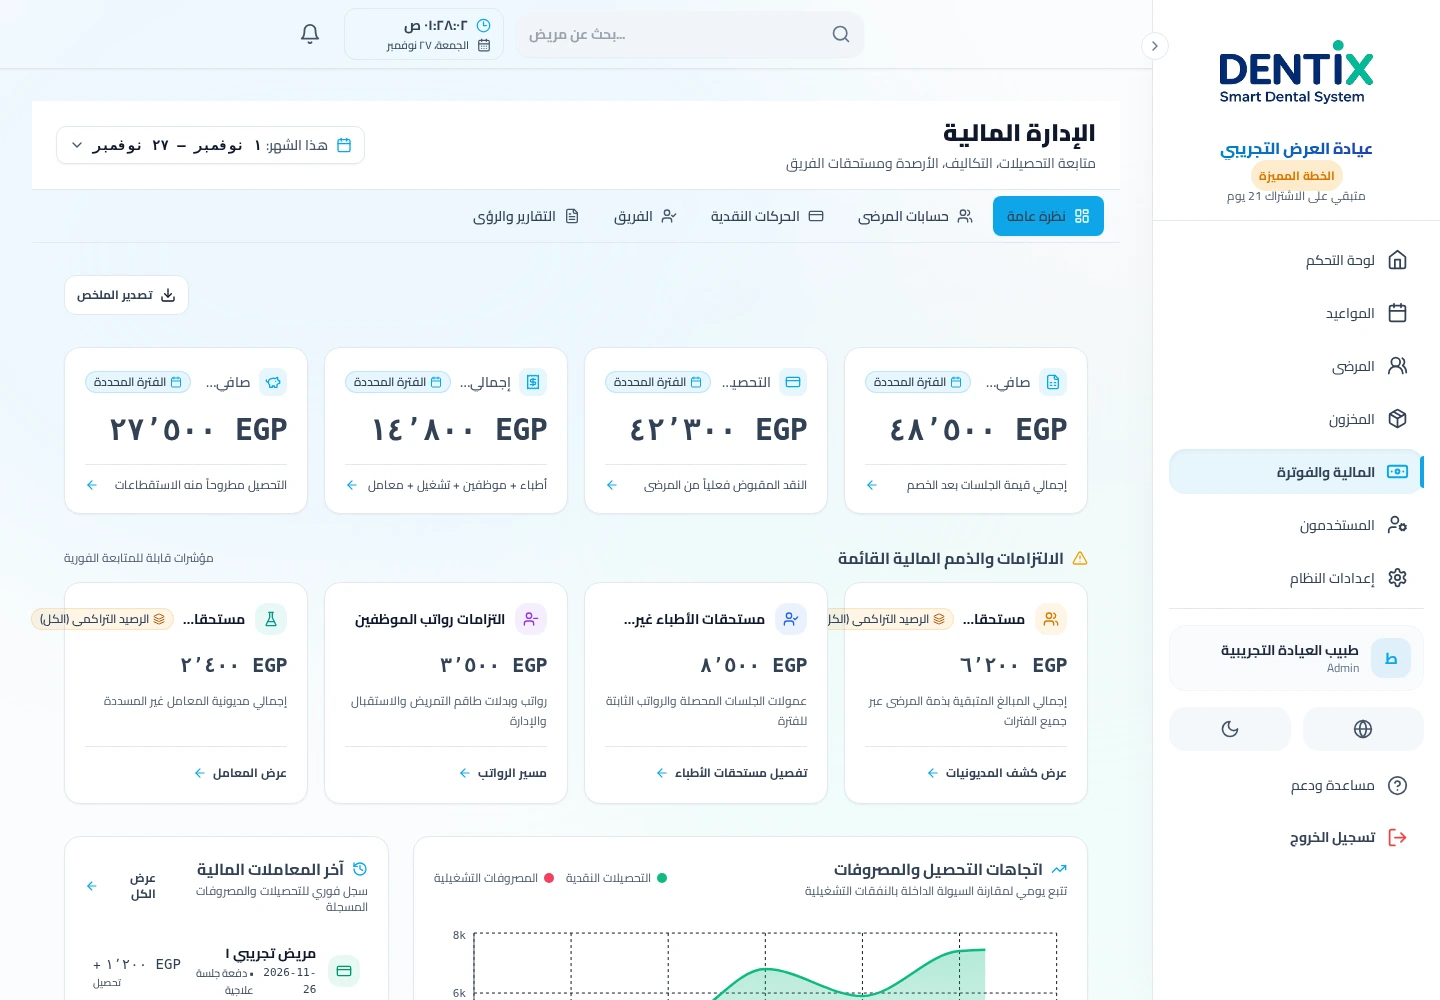 DENTiX
Smart Dental System
عيادة العرض التجريبي
الخطة المميزة
متبقي على الاشتراك 21 يوم
لوحة التحكم
المواعيد
المرضى
المخزون
المالية والفوترة
المستخدمون
إعدادات النظام
ط
طبيب العيادة التجريبية
Admin
مساعدة ودعم
تسجيل الخروج
بحث عن مريض...
٠١:٢٨:٠٢ ص
الجمعة، ٢٧ نوفمبر
الإدارة المالية
متابعة التحصيلات، التكاليف، الأرصدة ومستحقات الفريق
هذا الشهر: ١ نوفمبر – ٢٧ نوفمبر
نظرة عامة
حسابات المرضى
الحركات النقدية
الفريق
التقارير والرؤى
تصدير الملخص
صافي...
الفترة المحددة
٤٨٬٥٠٠ EGP
إجمالي قيمة الجلسات بعد الخصم
التحصيـ...
الفترة المحددة
٤٢٬٣٠٠ EGP
النقد المقبوض فعلياً من المرضى
إجمالي...
الفترة المحددة
١٤٬٨٠٠ EGP
أطباء + موظفين + تشغيل + معامل
صافي...
الفترة المحددة
٢٧٬٥٠٠ EGP
التحصيل مطروحاً منه الاستقطاعات
الالتزامات والذمم المالية القائمة
مؤشرات قابلة للمتابعة الفورية
مستحقا...
الرصيد التراكمي (الكل
٦٬٢٠٠ EGP
إجمالي المبالغ المتبقية بذمة المرضى عبر
جميع الفترات
عرض كشف المديونيات
مستحقات الأطباء غير...
٨٬٥٠٠ EGP
عمولات الجلسات المحصلة والرواتب الثابتة
للفترة
تفصيل مستحقات الأطباء
التزامات رواتب الموظفين
٣٬٥٠٠ EGP
رواتب وبدلات طاقم التمريض والاستقبال
والإدارة
مسير الرواتب
مستحقا...
الرصيد التراكمي (الكل)
٢٬٤٠٠ EGP
إجمالي مديونية المعامل غير المسددة
عرض المعامل
اتجاهات التحصيل والمصروفات
تتبع يومي لمقارنة السيولة الداخلة بالنفقات التشغيلية
التحصيلات النقدية
المصروفات التشغيلية
8k
6k
آخر المعاملات المالية
سجل فوري للتحصيلات والمصروفات
المسجلة
عرض
الكل
مريض تجريبي ١
2026-11-
26
• دفعة جلسة
علاجية
+ ١٬٢٠٠ EGP
تحصيل